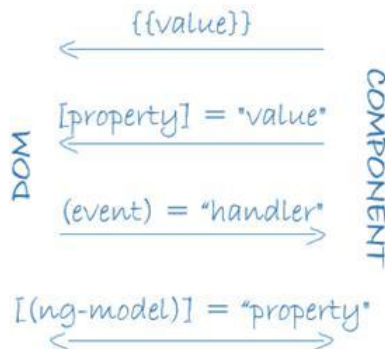 {{value}}
[property] = "value"
(event) = "handler"
[(ng-model)] = "property"
DOM
COMPONENT